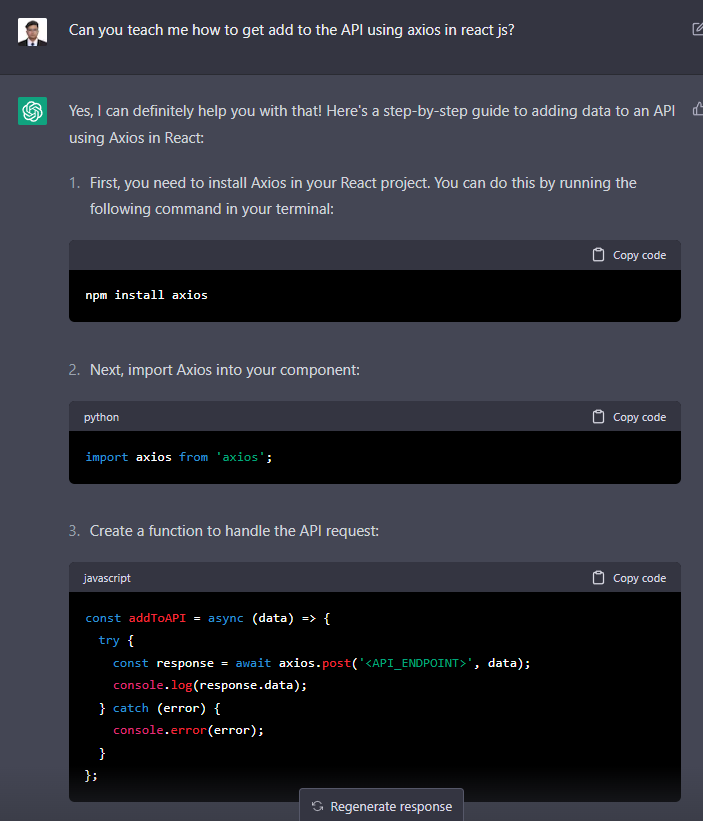 Can you teach me how to get add to the API using axios in react js?
Yes, I can definitely help you with that! Here's a step-by-step guide to adding data to an API
using Axios in React:
1. First, you need to install Axios in your React project. You can do this by running the
following command in your terminal:
Copy code
npm install axios
2. Next, import Axios into your component:
python Copy code
import axios from 'axios';
3. Create a function to handle the API request:
javascript Copy code
const addToAPI = async (data) => {
  try {
    const response = await axios.post('<API_ENDPOINT>', data);
    console.log(response.data);
  } catch (error) {
    console.error(error);
  }
};
Regenerate response